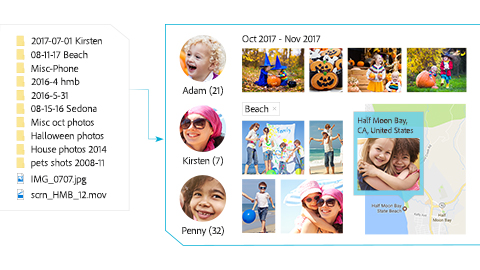 2017-07-01 Kirsten
08-11-17 Beach
Misc-Phone
2016-4 hmb
2016-5-31
08-15-16 Sedona
Misc oct photos
Halloween photos
House photos 2014
pets shots 2008-11
IMG_0707.jpg
scrn_HMB_12.mov
Adam (21)
Kirsten (7)
Penny (32)
Oct 2017 - Nov 2017
Beach ×
Half Moon Bay,
CA, United States
Half Moon Bay
State Beach
Half Moon
Bay